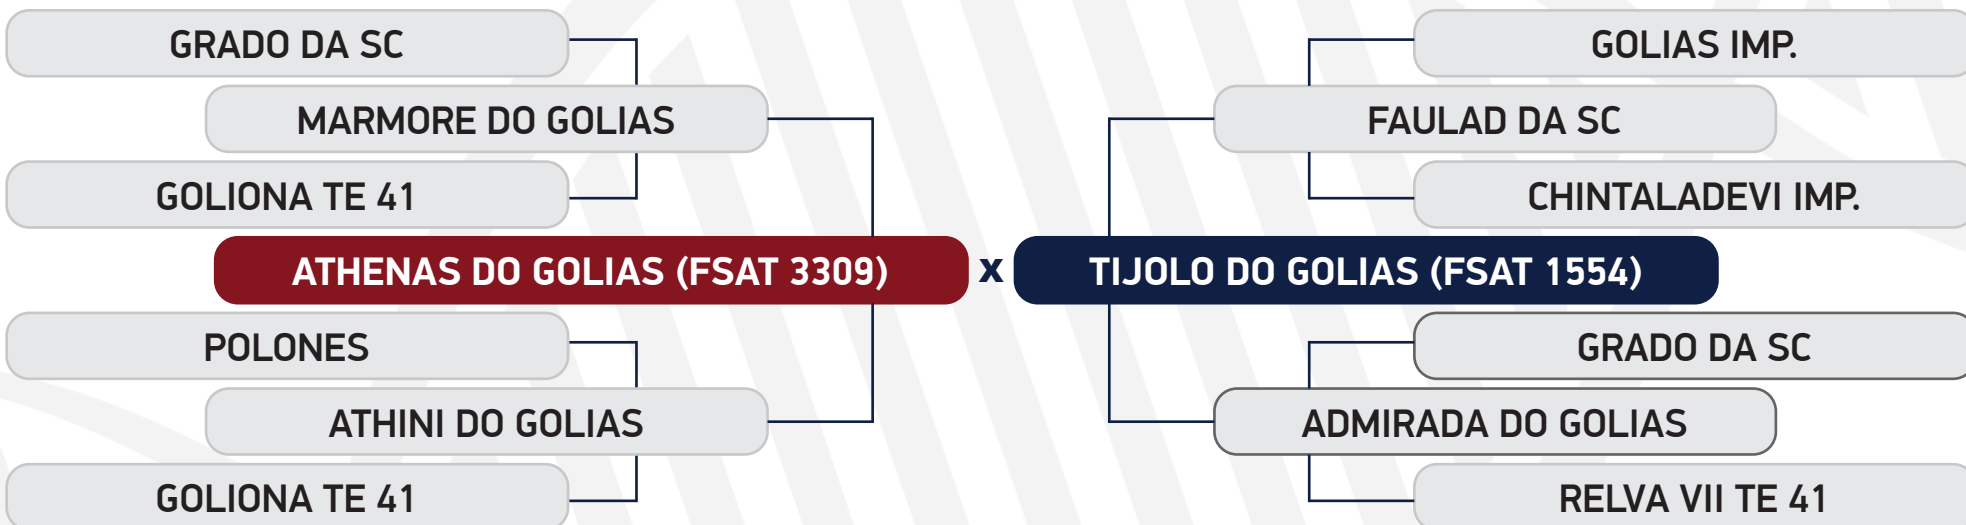 GRADO DA SC
GOLIAS IMP.
MARMORE DO GOLIAS
FAULAD DA SC
GOLIONA TE 41
CHINTALADEVI IMP.
ATHENAS DO GOLIAS (FSAT 3309) x TIJOLO DO GOLIAS (FSAT 1554)
POLONES
GRADO DA SC
ATHINI DO GOLIAS
ADMIRADA DO GOLIAS
GOLIONA TE 41
RELVA VII TE 41